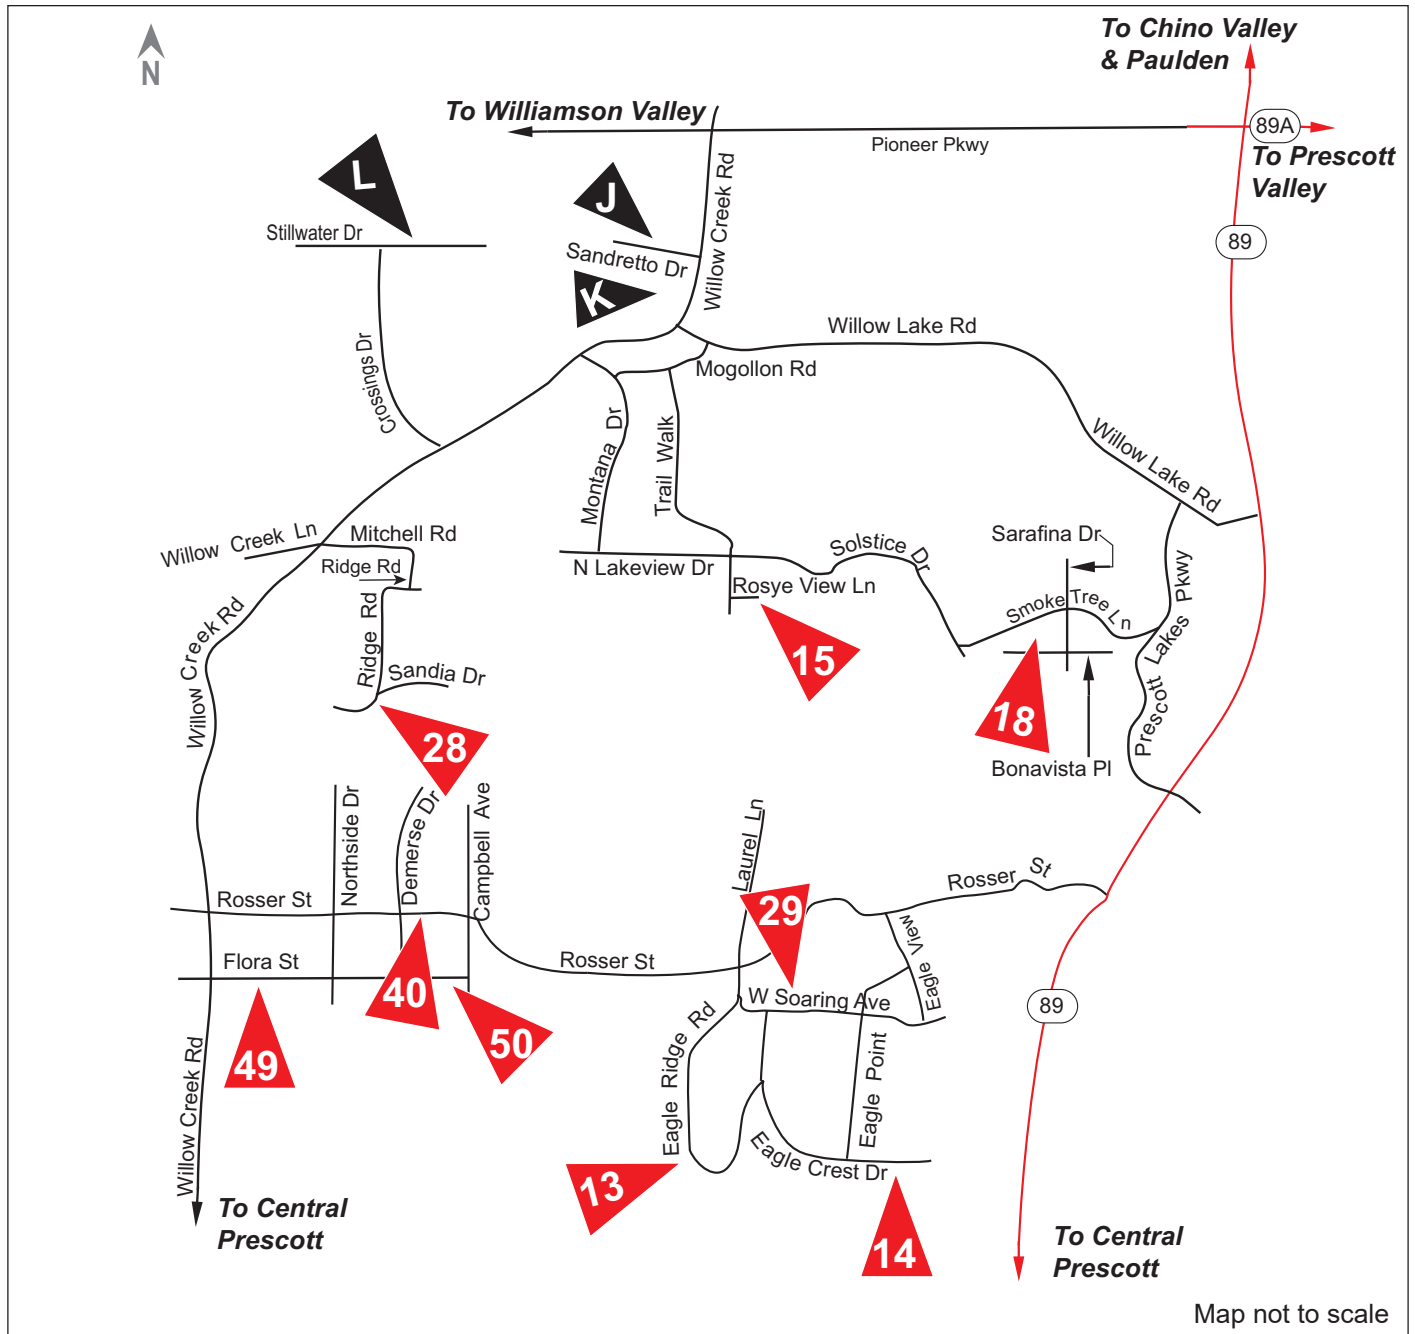 To Chino Valley
& Paulden
N
To Williamson Valley
89A
Pioneer Pkwy
To Prescott
Valley
L
J
Willow Creek Rd
Stillwater Dr
89
Sandretto Dr
K
Willow Lake Rd
Crossings Dr
Mogollon Rd
Montana Dr
Trail Walk
Willow Lake Rd
Willow Creek Ln
Mitchell Rd
Sarafina Dr
Solstice Dr
Ridge Rd
N Lakeview Dr
Rosye View Ln
Smoke Tree Ln
Prescott Lakes Pkwy
Willow Creek Rd
Ridge Rd
Sandia Dr
15
18
28
Bonavista Pl
Northside Dr
Demerse Dr
Campbell Ave
Laurel Ln
Rosser St
Rosser St
29
Flora St
Rosser St
Eagle View
40
W Soaring Ave
89
50
49
Eagle Ridge Rd
Eagle Point
Willow Creek Rd
Eagle Crest Dr
13
To Central
Prescott
14
To Central
Prescott
Map not to scale